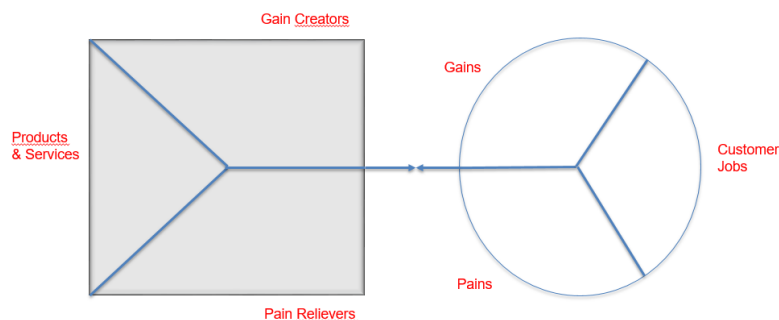 Gain Creators
Gains
Products
& Services
Customer
Jobs
Pains
Pain Relievers